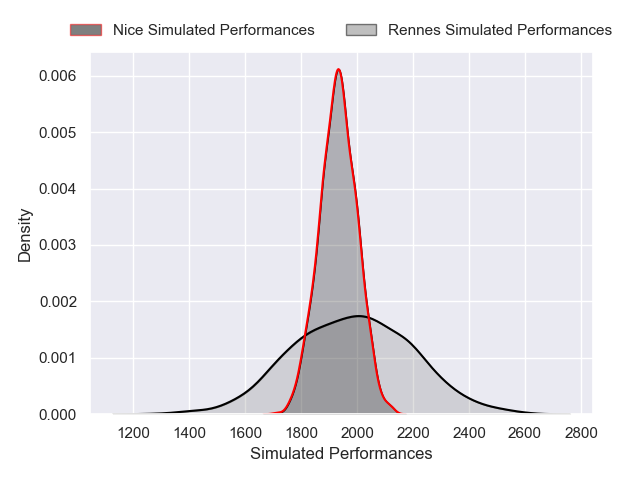 Nice Simulated Performances
Rennes Simulated Performances
0.006
0.005
0.004
0.003
0.002
0.001
0.000
Density
1200 1400 1600 1800 2000 2200 2400 2600 2800
Simulated Performances